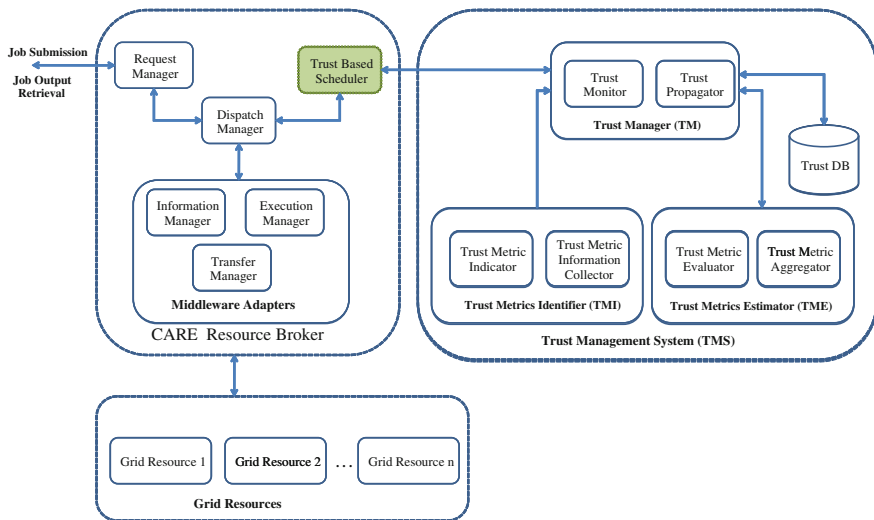 Job Submission
Job Output
Retrieval
Request
Manager
Trust Based
Scheduler
Dispatch
Manager
Information
Manager
Execution
Manager
Transfer
Manager
Middleware Adapters
CARE Resource Broker
Trust
Monitor
Trust
Propagator
Trust Manager (TM)
Trust DB
Trust Metric
Indicator
Trust Metric
Information
Collector
Trust Metrics Identifier (TMI)
Trust Metric
Evaluator
Trust Metric
Aggregator
Trust Metrics Estimator (TME)
Trust Management System (TMS)
Grid Resource 1
Grid Resource 2
...
Grid Resource n
Grid Resources